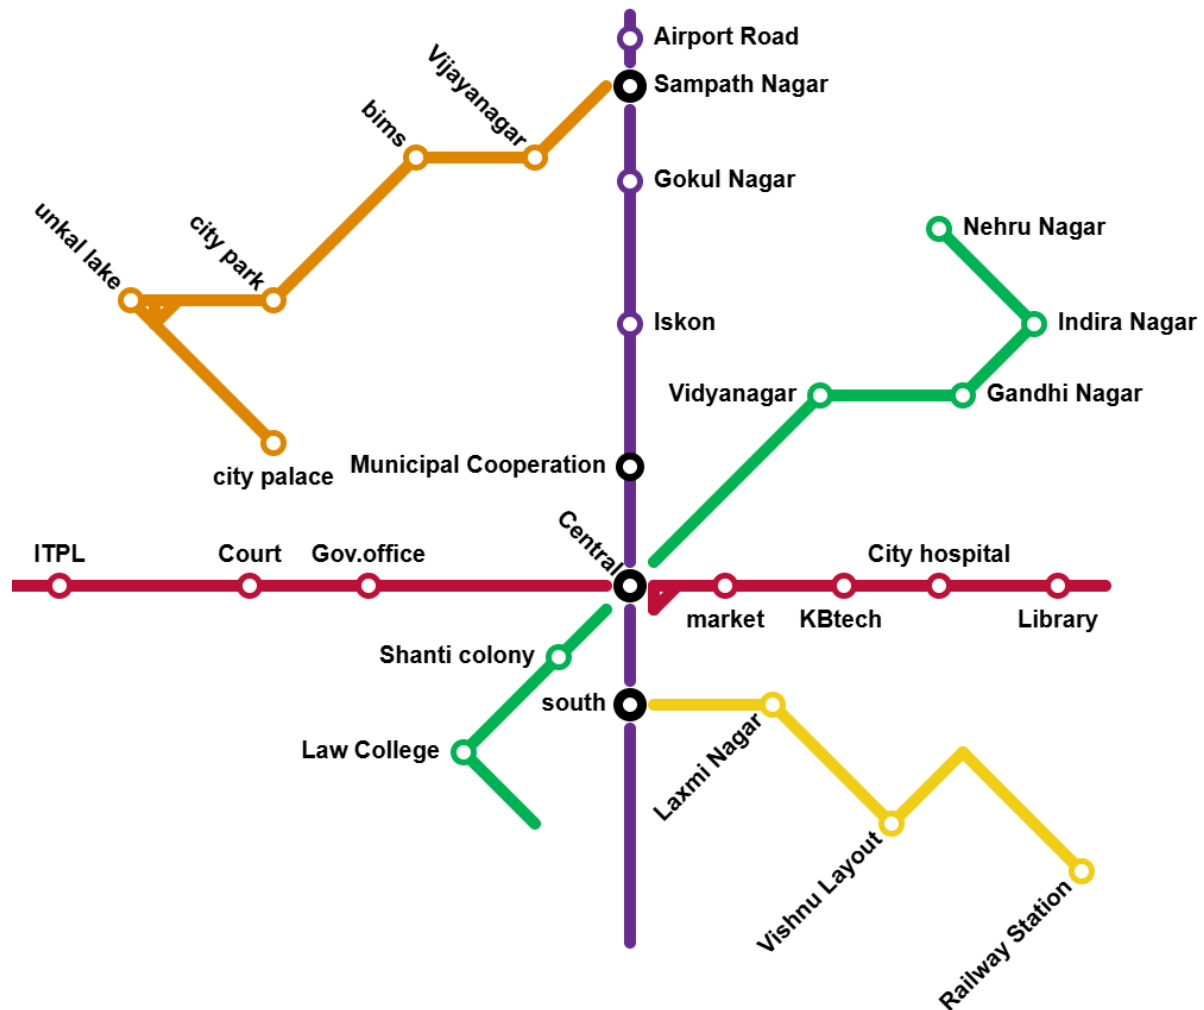 Airport Road
Sampath Nagar
Vijayanagar
bims
Gokul Nagar
unkal lake
city park
Nehru Nagar
Iskon
Indira Nagar
Vidyanagar
Gandhi Nagar
Municipal Cooperation
city palace
Central
ITPL
Court
Gov.office
City hospital
market
KBtech
Library
Shanti colony
south
Law College
Laxmi Nagar
Vishnu Layout
Railway Station